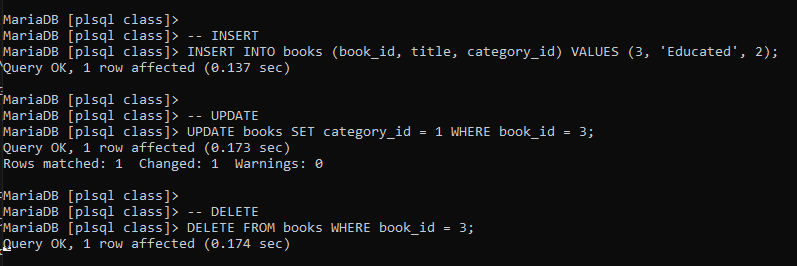 MariaDB [plsql class]>
MariaDB [plsql class]> -- INSERT
MariaDB [plsql class]> INSERT INTO books (book_id, title, category_id) VALUES (3, 'Educated', 2);
Query OK, 1 row affected (0.137 sec)
MariaDB [plsql class]>
MariaDB [plsql class]> -- UPDATE
MariaDB [plsql class]> UPDATE books SET category_id = 1 WHERE book_id = 3;
Query OK, 1 row affected (0.173 sec)
Rows matched: 1  Changed: 1  Warnings: 0
MariaDB [plsql class]>
MariaDB [plsql class]> -- DELETE
MariaDB [plsql class]> DELETE FROM books WHERE book_id = 3;
Query OK, 1 row affected (0.174 sec)